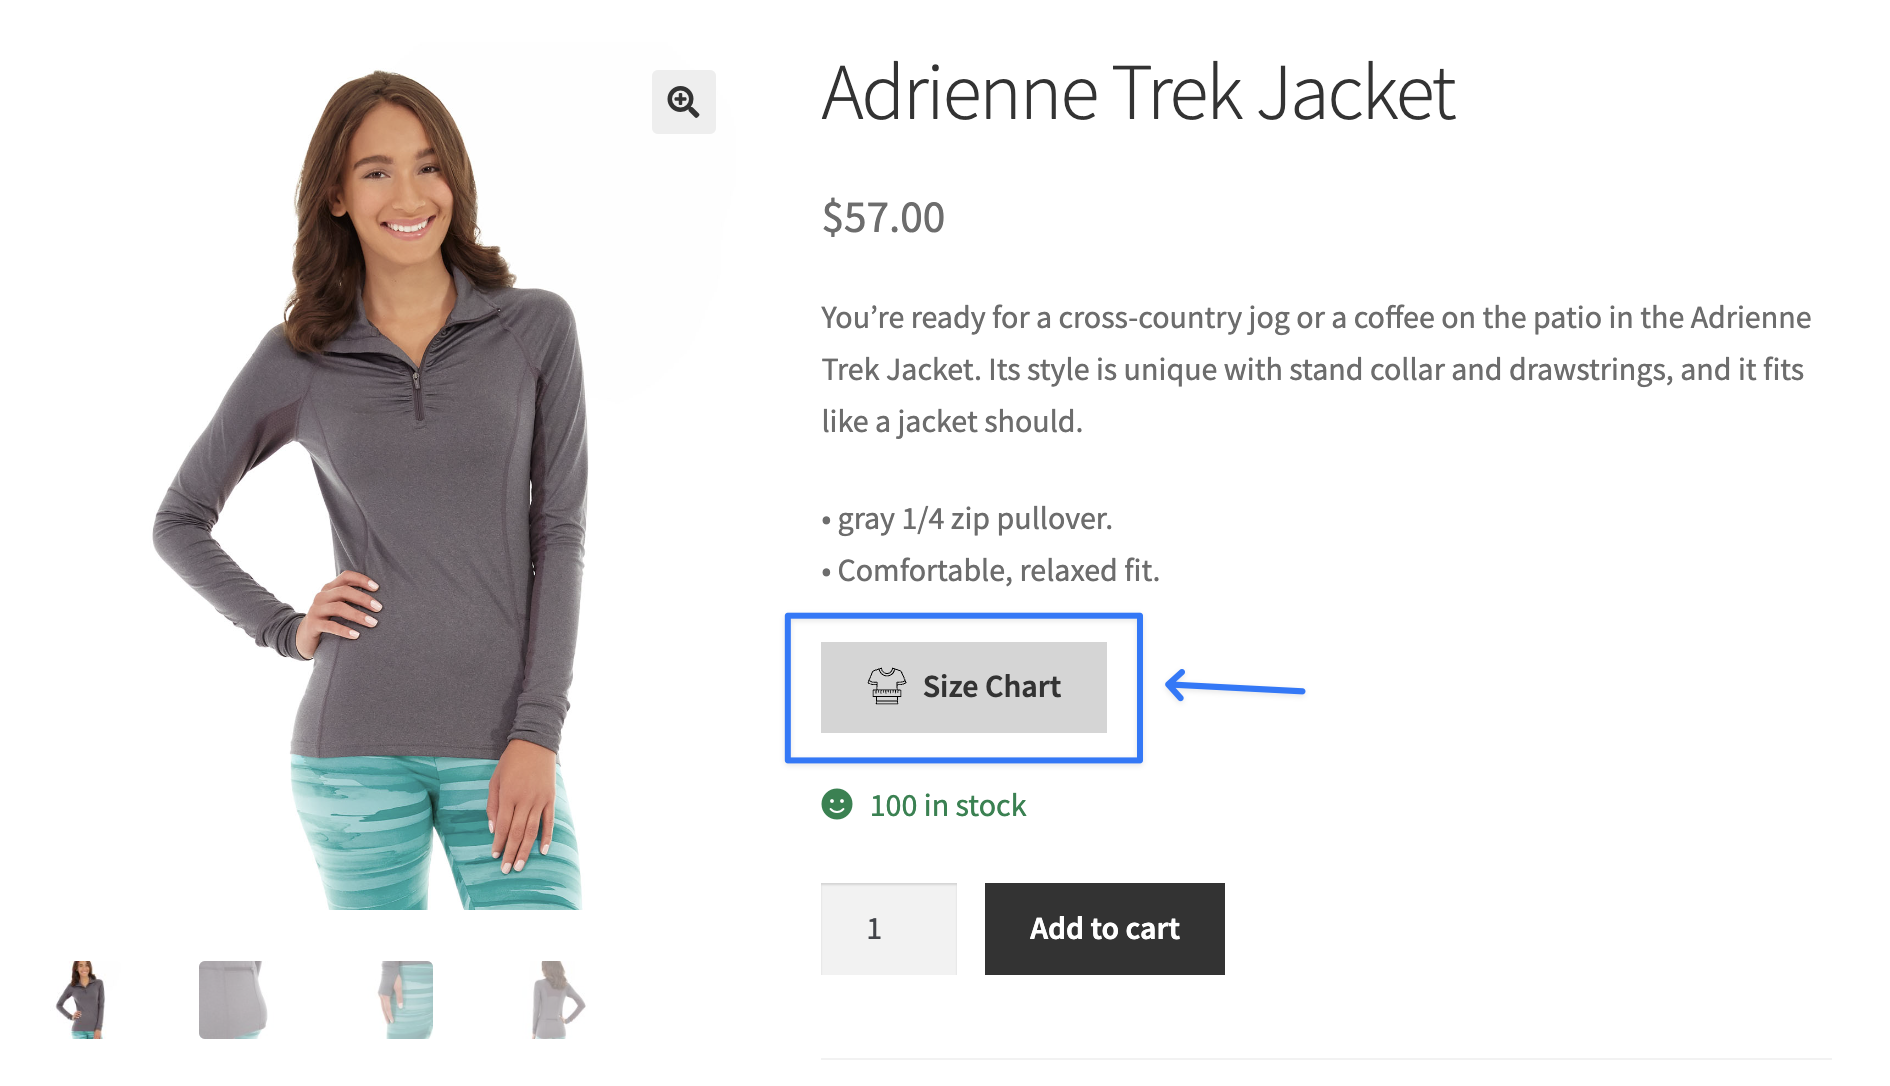 Adrienne Trek Jacket
$57.00
You’re ready for a cross-country jog or a coffee on the patio in the Adrienne
Trek Jacket. Its style is unique with stand collar and drawstrings, and it fits
like a jacket should.
• gray 1/4 zip pullover.
• Comfortable, relaxed fit.
Size Chart
100 in stock
1
Add to cart